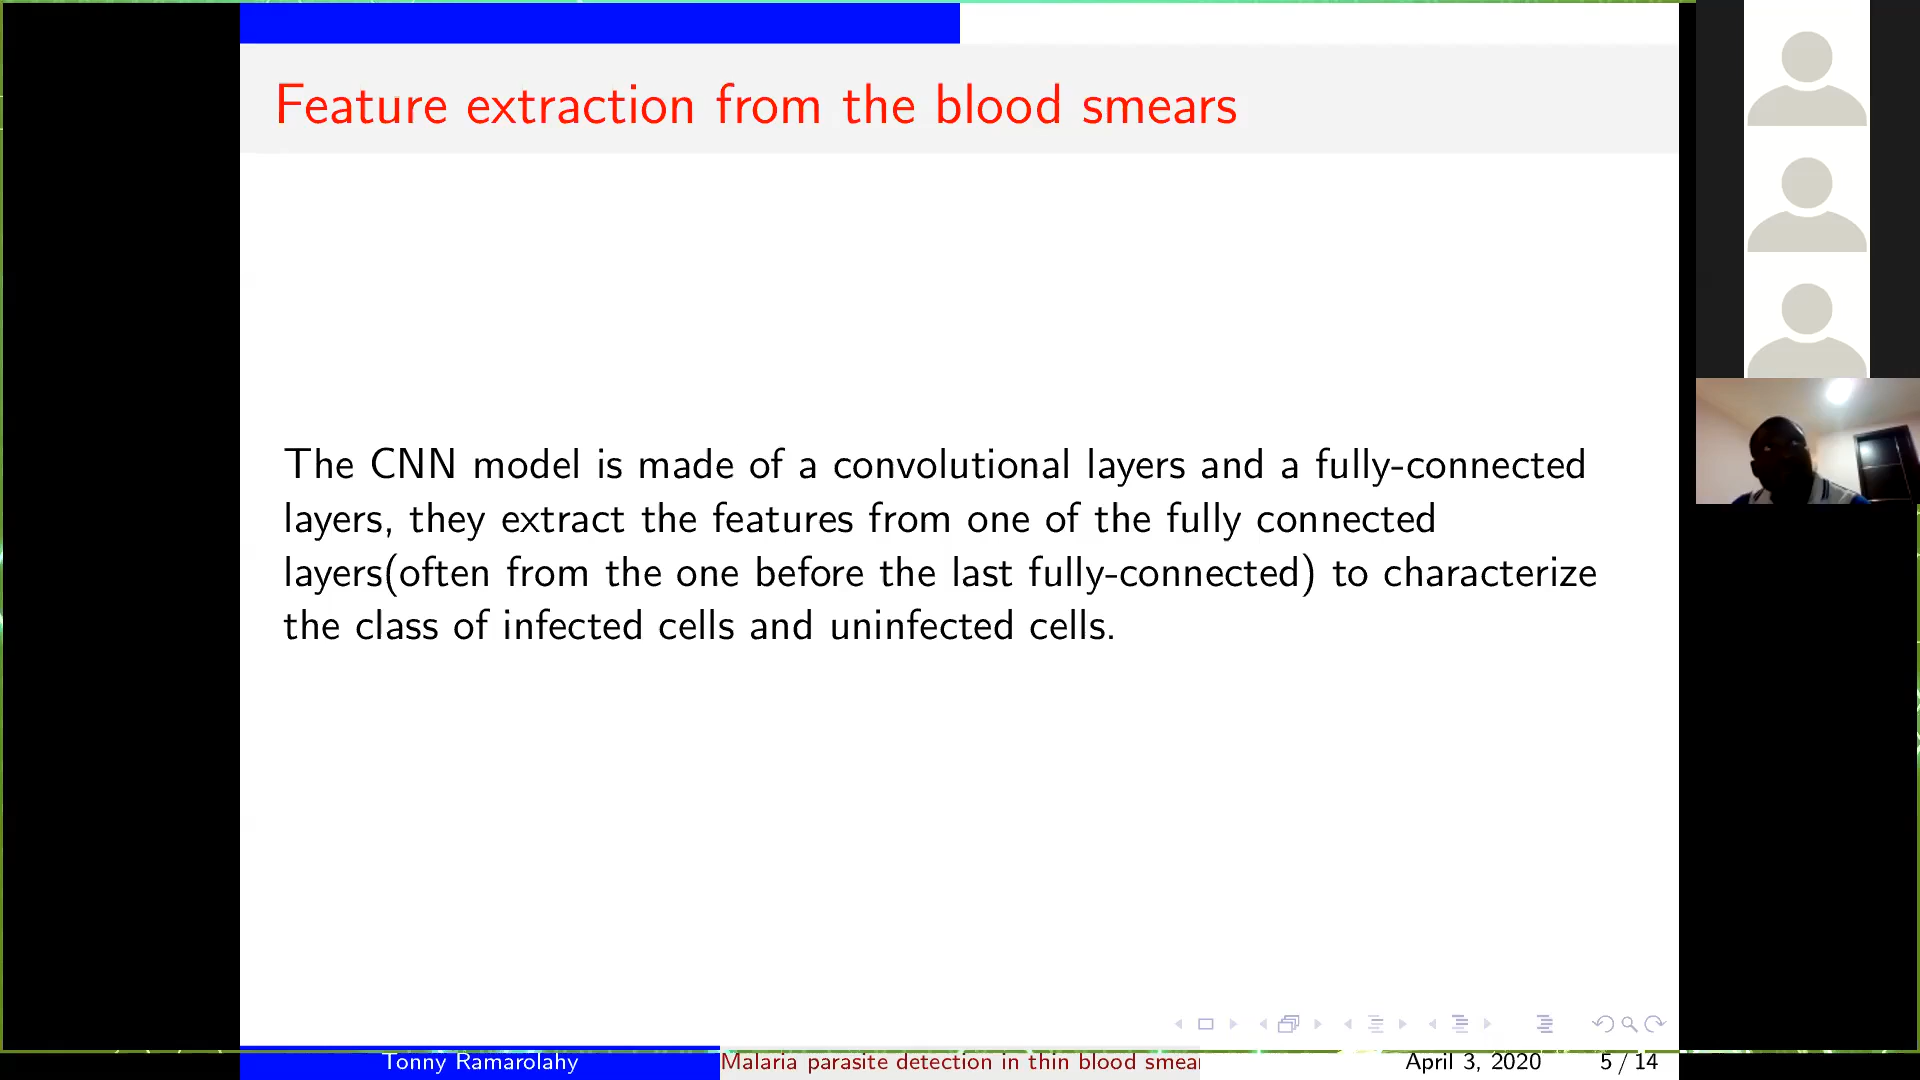 Feature extraction from the blood smears
The CNN model is made of a convolutional layers and a fully-connected
layers, they extract the features from one of the fully connected
layers(often from the one before the last fully-connected) to characterize
the class of infected cells and uninfected cells.
Tonny Ramarolahy
Malaria parasite detection in thin blood smear
April 3, 2020
5 / 14